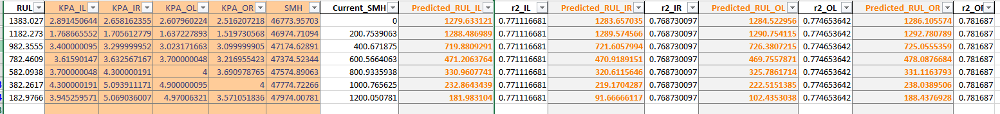 RUL KPA_IL KPA_IR KPA_OL KPA_OR SMH Current_SMH Predicted_RUL_IL r2_IL Predicted_RUL_IR r2_IR Predicted_RUL_OL r2_OL Predicted_RUL_OR r2_OR
1383.027 2.891450644 2.658162355 2.607960224 2.516207218 46773.95703 0 1279.633121 0.771116681 1283.657035 0.768730097 1284.522956 0.774653642 1286.105574 0.781687
1182.273 1.768665552 1.705612779 1.637227893 1.519730568 46974.71094 200.7539063 1288.486989 0.771116681 1289.574566 0.768730097 1290.754115 0.774653642 1292.780789 0.781687
982.3555 3.400000095 3.299999952 3.023171663 3.099999905 47174.62891 400.671875 719.8809291 0.771116681 721.6057994 0.768730097 726.3807215 0.774653642 725.0555359 0.781687
782.4609 3.61590147 3.632567167 3.700000048 3.216955423 47374.52344 600.5664063 471.2063764 0.771116681 470.9189151 0.768730097 469.7557871 0.774653642 478.0876684 0.781687
582.0938 3.700000048 4.300000191 4 3.690978765 47574.89063 800.9335938 330.9607741 0.771116681 320.6115646 0.768730097 325.7861714 0.774653642 331.1163793 0.781687
382.2617 4.300000191 5.093911171 4.900000095 4 47774.72266 1000.765625 232.8643439 0.771116681 219.1704287 0.768730097 222.5151385 0.774653642 238.0389506 0.781687
182.9766 3.945259571 5.069036007 4.97006321 3.571051836 47974.00781 1200.050781 181.983104 0.771116681 91.66666117 0.768730097 102.4353038 0.774653642 188.4376928 0.781687